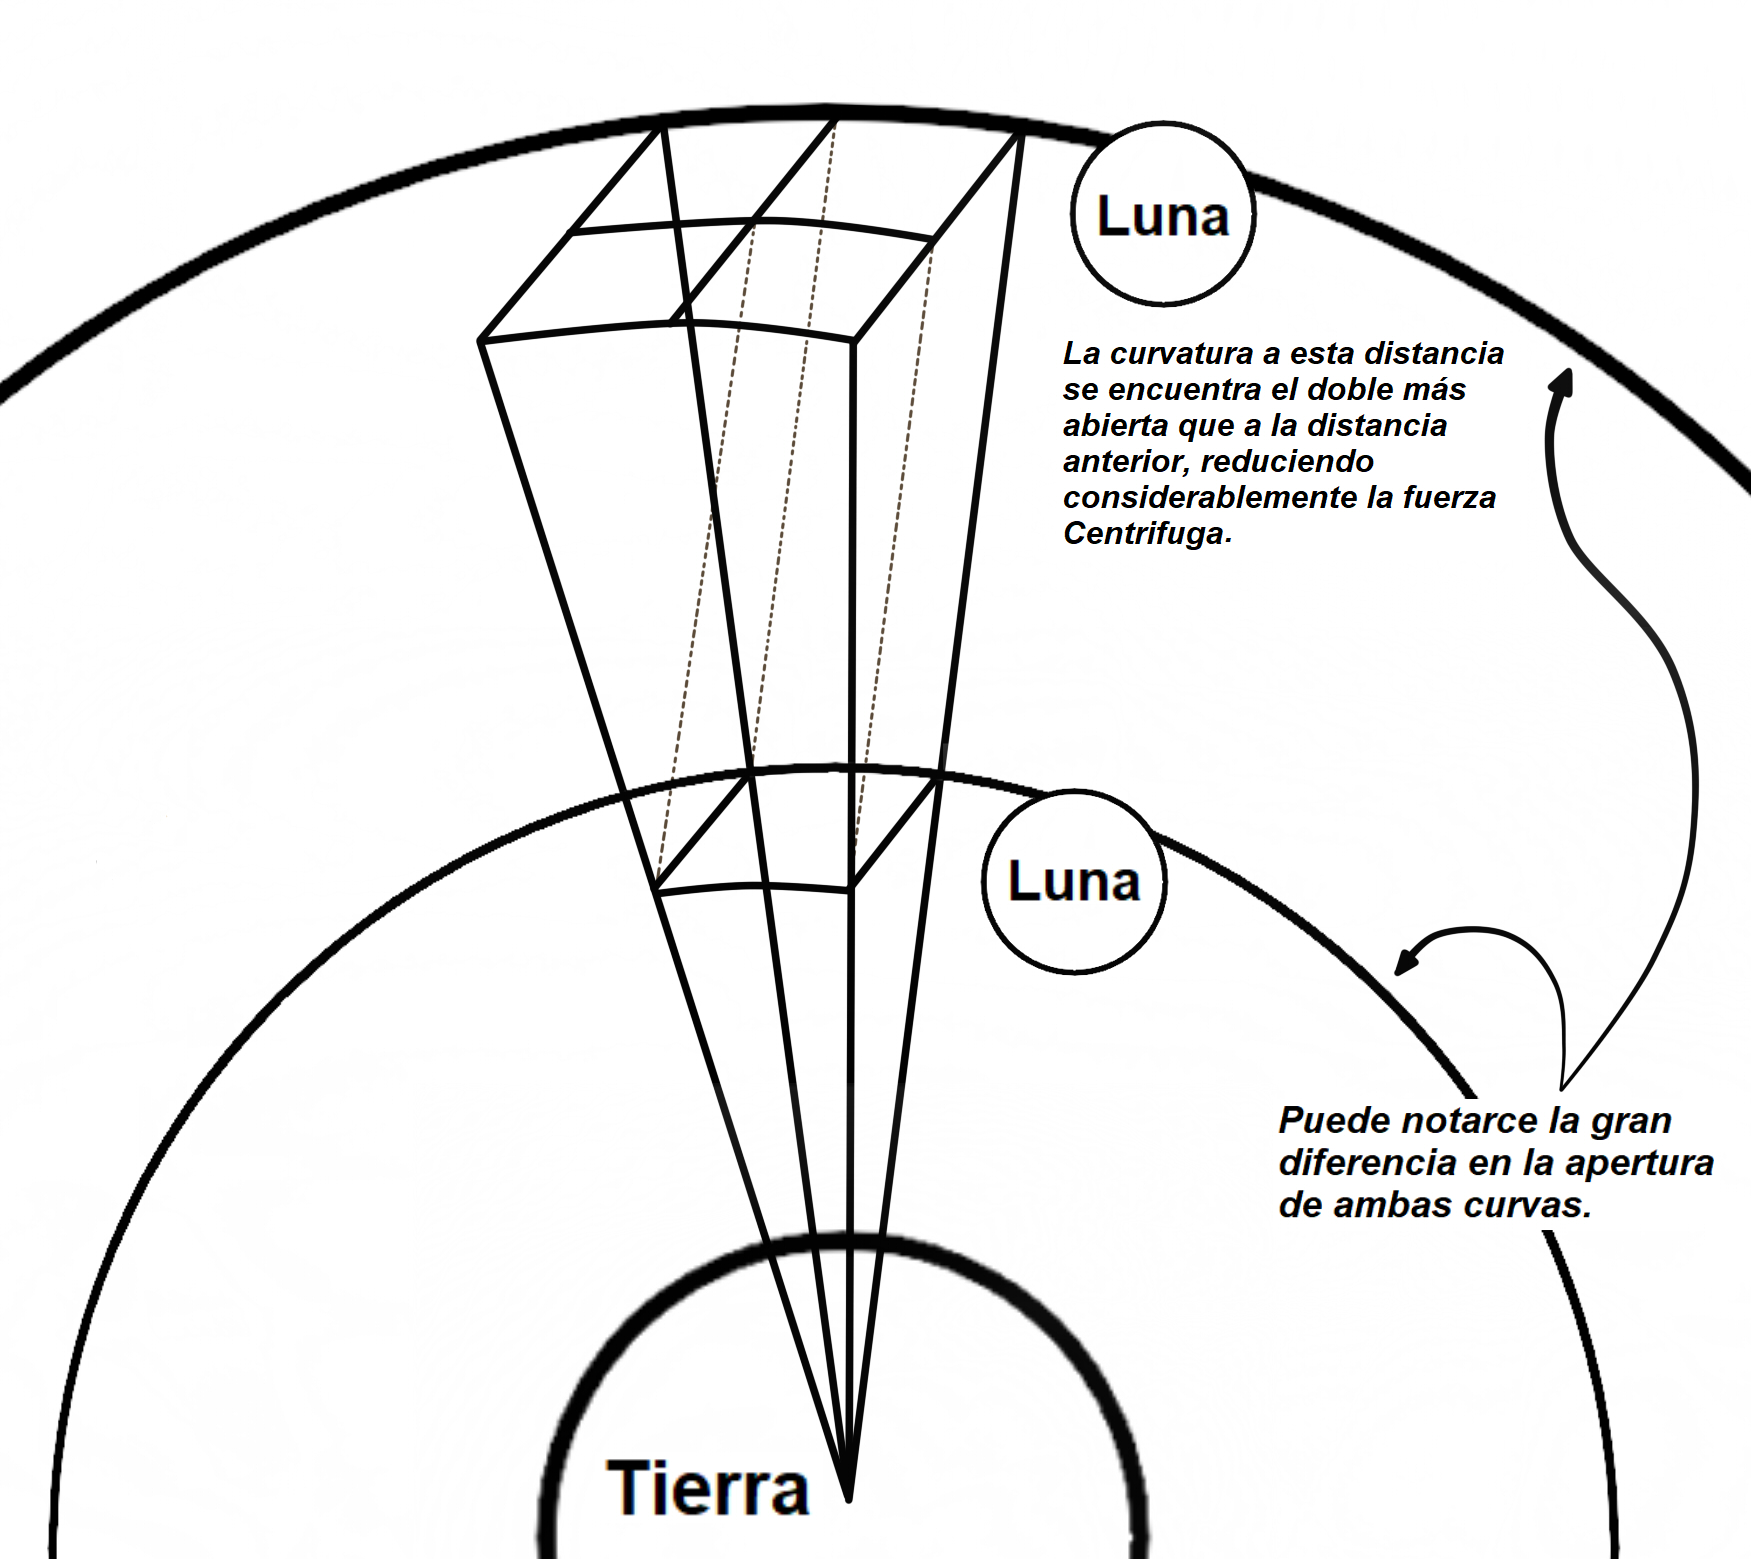 Luna
La curvatura a esta distancia
se encuentra el doble más
abierta que a la distancia
anterior, reduciendo
considerablemente la fuerza
Centrifuga.
Luna
Puede notarce la gran
diferencia en la apertura
de ambas curvas.
Tierra